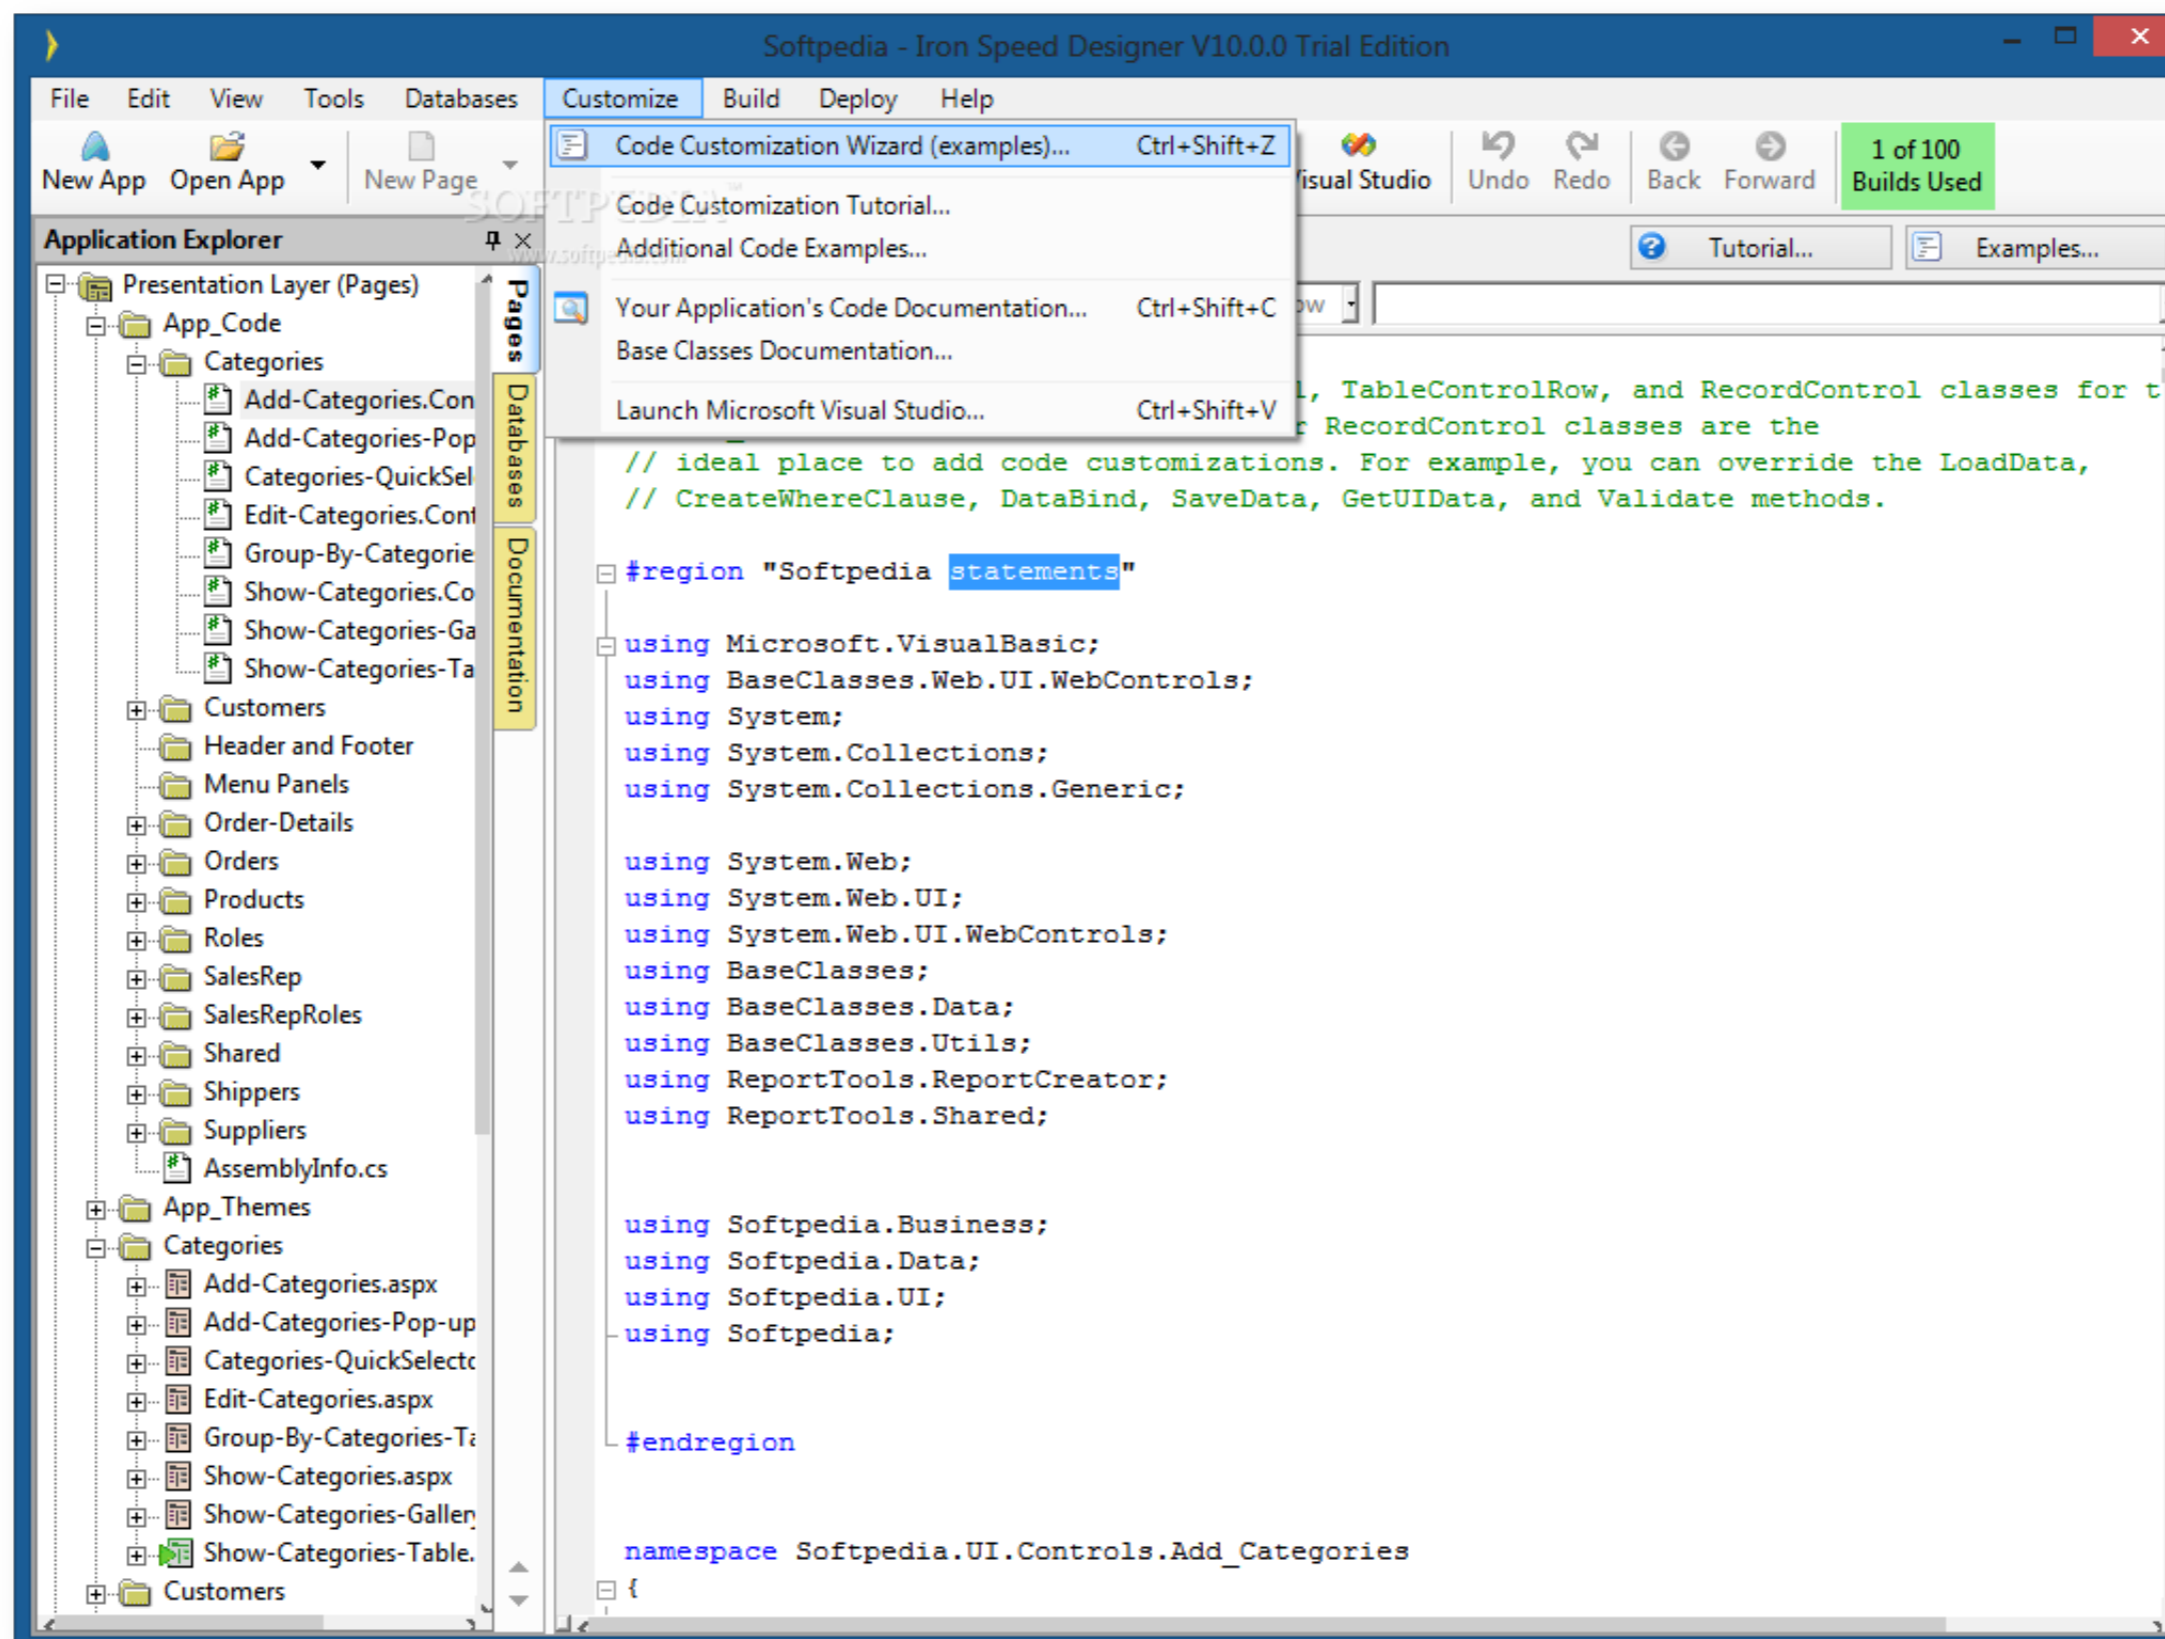 Softpedia - Iron Speed Designer V10.0.0 Trial Edition
File Edit View Tools Databases Customize Build Deploy Help
New App Open App New Page
isual Studio Undo Redo Back Forward
1 of 100
Builds Used
Code Customization Wizard (examples)... Ctrl+Shift+Z
Code Customization Tutorial...
Additional Code Examples...
Your Application's Code Documentation... Ctrl+Shift+C
Base Classes Documentation...
Launch Microsoft Visual Studio... Ctrl+Shift+V
SOFTPEDIA
www.softpedia.com
Tutorial... Examples...
ow
Application Explorer
Presentation Layer (Pages)
App_Code
Categories
Add-Categories.Con
Add-Categories-Pop
Categories-QuickSel
Edit-Categories.Cont
Group-By-Categorie
Show-Categories.Co
Show-Categories-Ga
Show-Categories-Ta
Customers
Header and Footer
Menu Panels
Order-Details
Orders
Products
Roles
SalesRep
SalesRepRoles
Shared
Shippers
Suppliers
AssemblyInfo.cs
App_Themes
Categories
Add-Categories.aspx
Add-Categories-Pop-up
Categories-QuickSelecto
Edit-Categories.aspx
Group-By-Categories-Ta
Show-Categories.aspx
Show-Categories-Gallery
Show-Categories-Table.
Customers
Pages
Databases
Documentation
l, TableControlRow, and RecordControl classes for t
r RecordControl classes are the
// ideal place to add code customizations. For example, you can override the LoadData,
// CreateWhereClause, DataBind, SaveData, GetUIData, and Validate methods.
#region "Softpedia statements"
using Microsoft.VisualBasic;
using BaseClasses.Web.UI.WebControls;
using System;
using System.Collections;
using System.Collections.Generic;
using System.Web;
using System.Web.UI;
using System.Web.UI.WebControls;
using BaseClasses;
using BaseClasses.Data;
using BaseClasses.Utils;
using ReportTools.ReportCreator;
using ReportTools.Shared;
using Softpedia.Business;
using Softpedia.Data;
using Softpedia.UI;
using Softpedia;
#endregion
namespace Softpedia.UI.Controls.Add_Categories
{